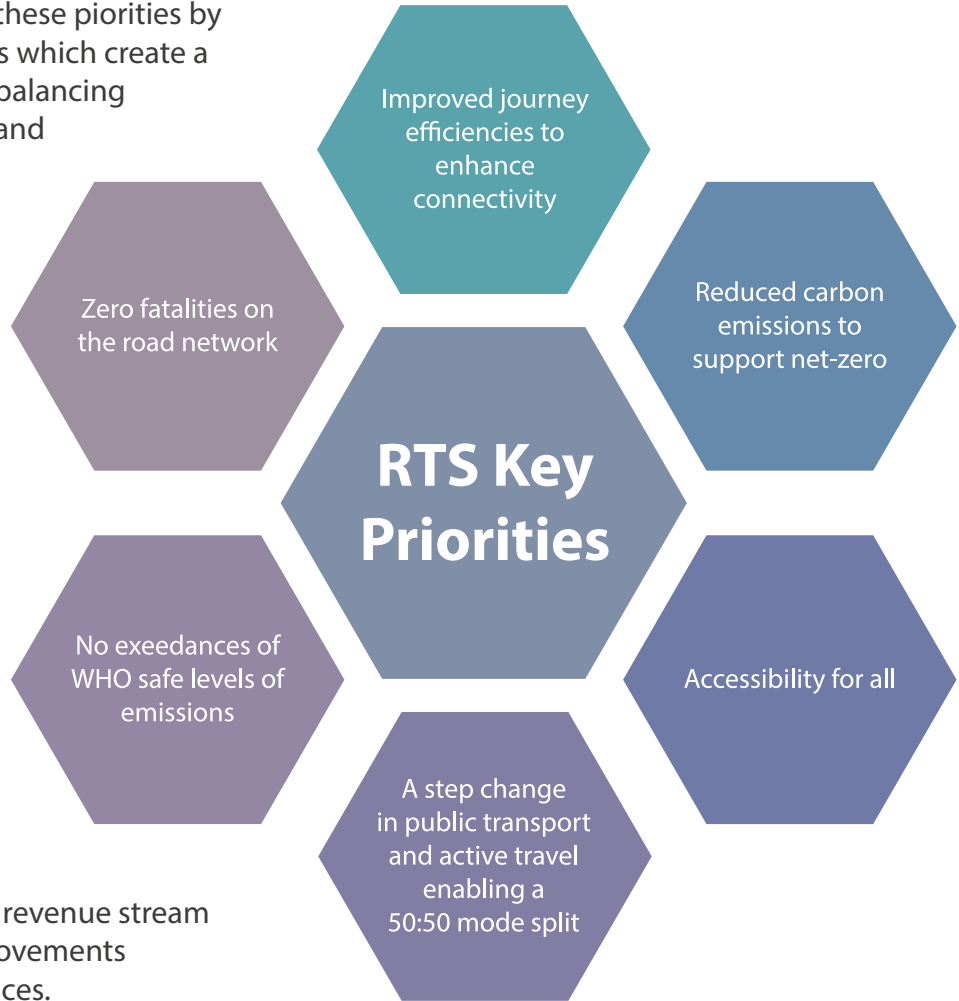 these piorities by
s which create a
balancing
and
Improved journey
efficiencies to
enhance
connectivity
Zero fatalities on
the road network
Reduced carbon
emissions to
support net-zero
RTS Key
Priorities
No exeedances of
WHO safe levels of
emissions
Accessibility for all
A step change
in public transport
and active travel
enabling a
50:50 mode split
revenue stream
ovements
ces.